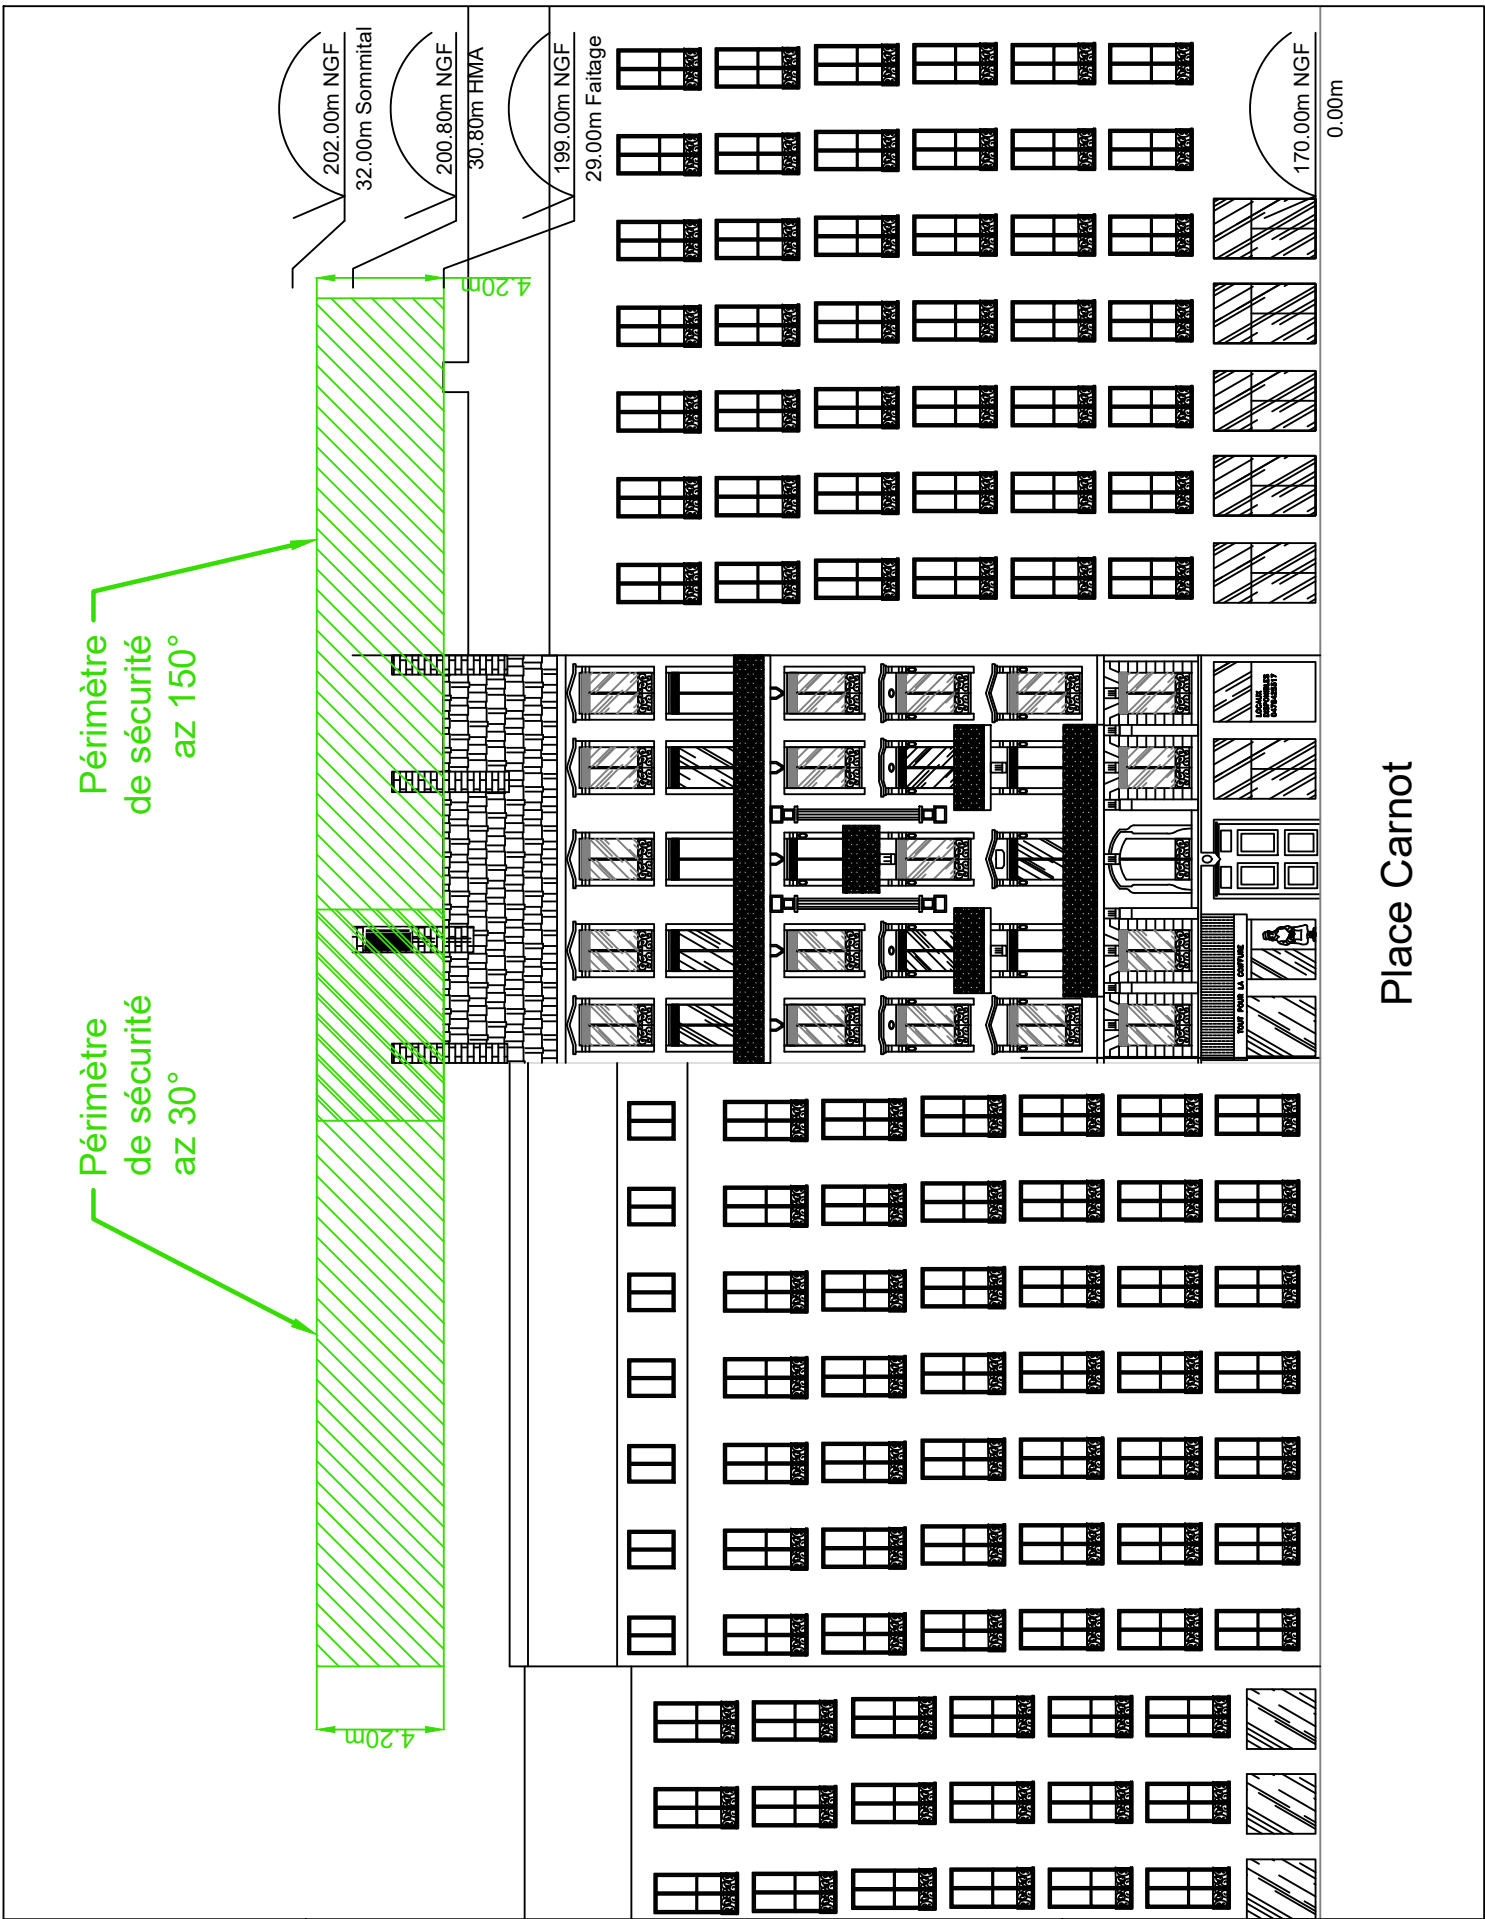 Périmètre
de sécurité
az 30°
Périmètre
de sécurité
az 150°
202.00m NGF
32.00m Sommital
200.80m NGF
30.80m HMA
199.00m NGF
29.00m Faitage
170.00m NGF
0.00m
4.20m
4.20m
TOUT POUR LA COIFFURE
LOCAUX
DISPONIBLES
Place Carnot